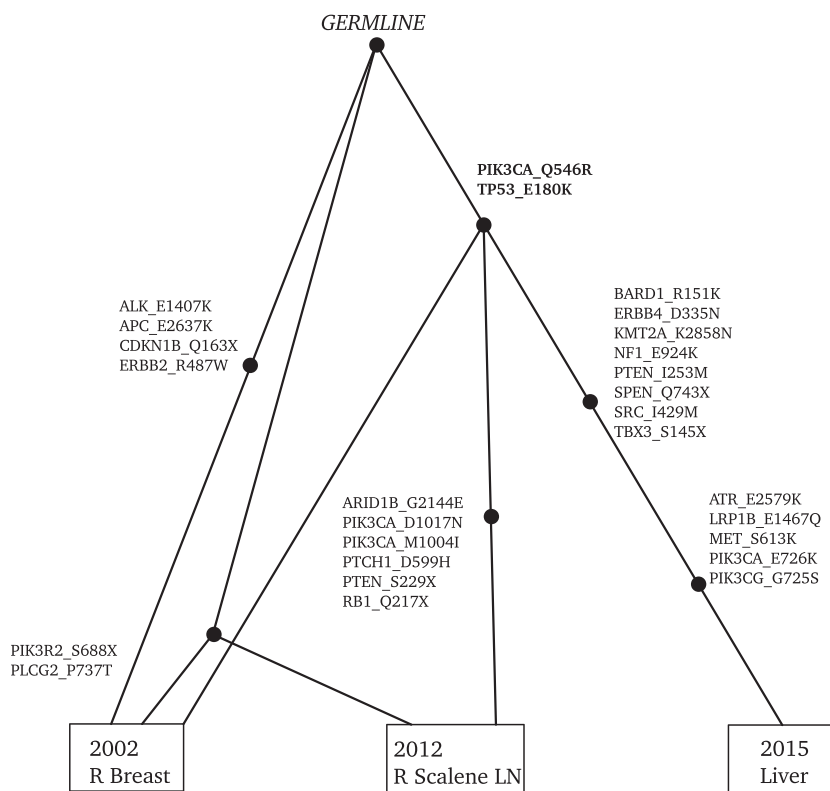 GERMLINE
PIK3CA_Q546R
TP53_E180K
ALK_E1407K
APC_E2637K
CDKN1B_Q163X
ERBB2_R487W
BARD1_R151K
ERBB4_D335N
KMT2A_K2858N
NF1_E924K
PTEN_I253M
SPEN_Q743X
SRC_I429M
TBX3_S145X
ARID1B_G2144E
PIK3CA_D1017N
PIK3CA_M1004I
PTCH1_D599H
PTEN_S229X
RB1_Q217X
ATR_E2579K
LRP1B_E1467Q
MET_S613K
PIK3CA_E726K
PIK3CG_G725S
PIK3R2_S688X
PLCG2_P737T
2002
R Breast
2012
R Scalene LN
2015
Liver